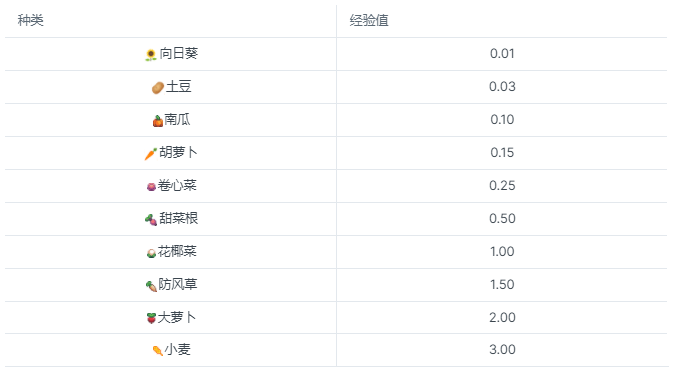 种类 经验值
向日葵 0.01
土豆 0.03
南瓜 0.10
胡萝卜 0.15
卷心菜 0.25
甜菜根 0.50
花椰菜 1.00
防风草 1.50
大萝卜 2.00
小麦 3.00